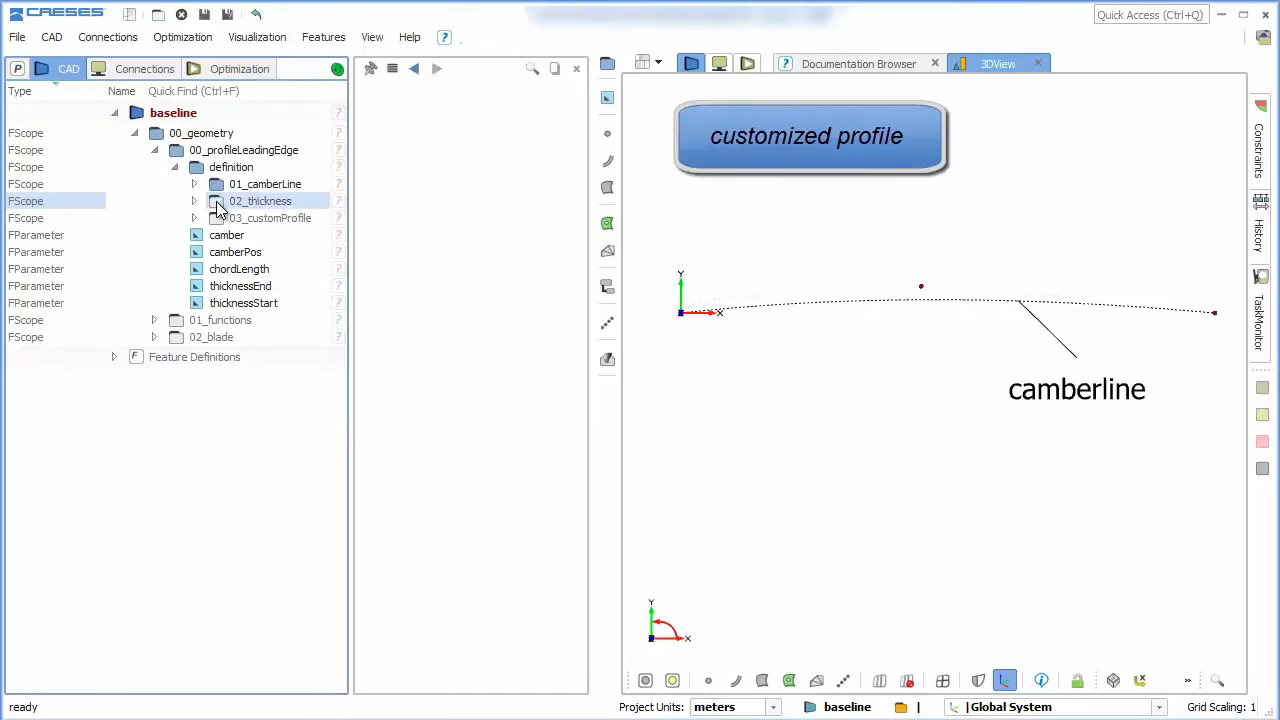 CAESES
Quick Access (Ctrl+Q)
File CAD Connections Optimization Visualization Features View Help ?
P CAD Connections Optimization
Documentation Browser
3DView
Type Name Quick Find (Ctrl+F)
baseline
FScope 00_geometry
FScope 00_profileLeadingEdge
FScope definition
FScope 01_camberLine
FScope 02_thickness
FScope 03_customProfile
FParameter camber
FParameter camberPos
FParameter chordLength
FParameter thicknessEnd
FParameter thicknessStart
FScope 01_functions
FScope 02_blade
F Feature Definitions
customized profile
Y
X
camberline
Y
X
Constraints
History
TaskMonitor
ready
Project Units: meters baseline | |Global System Grid Scaling: 1